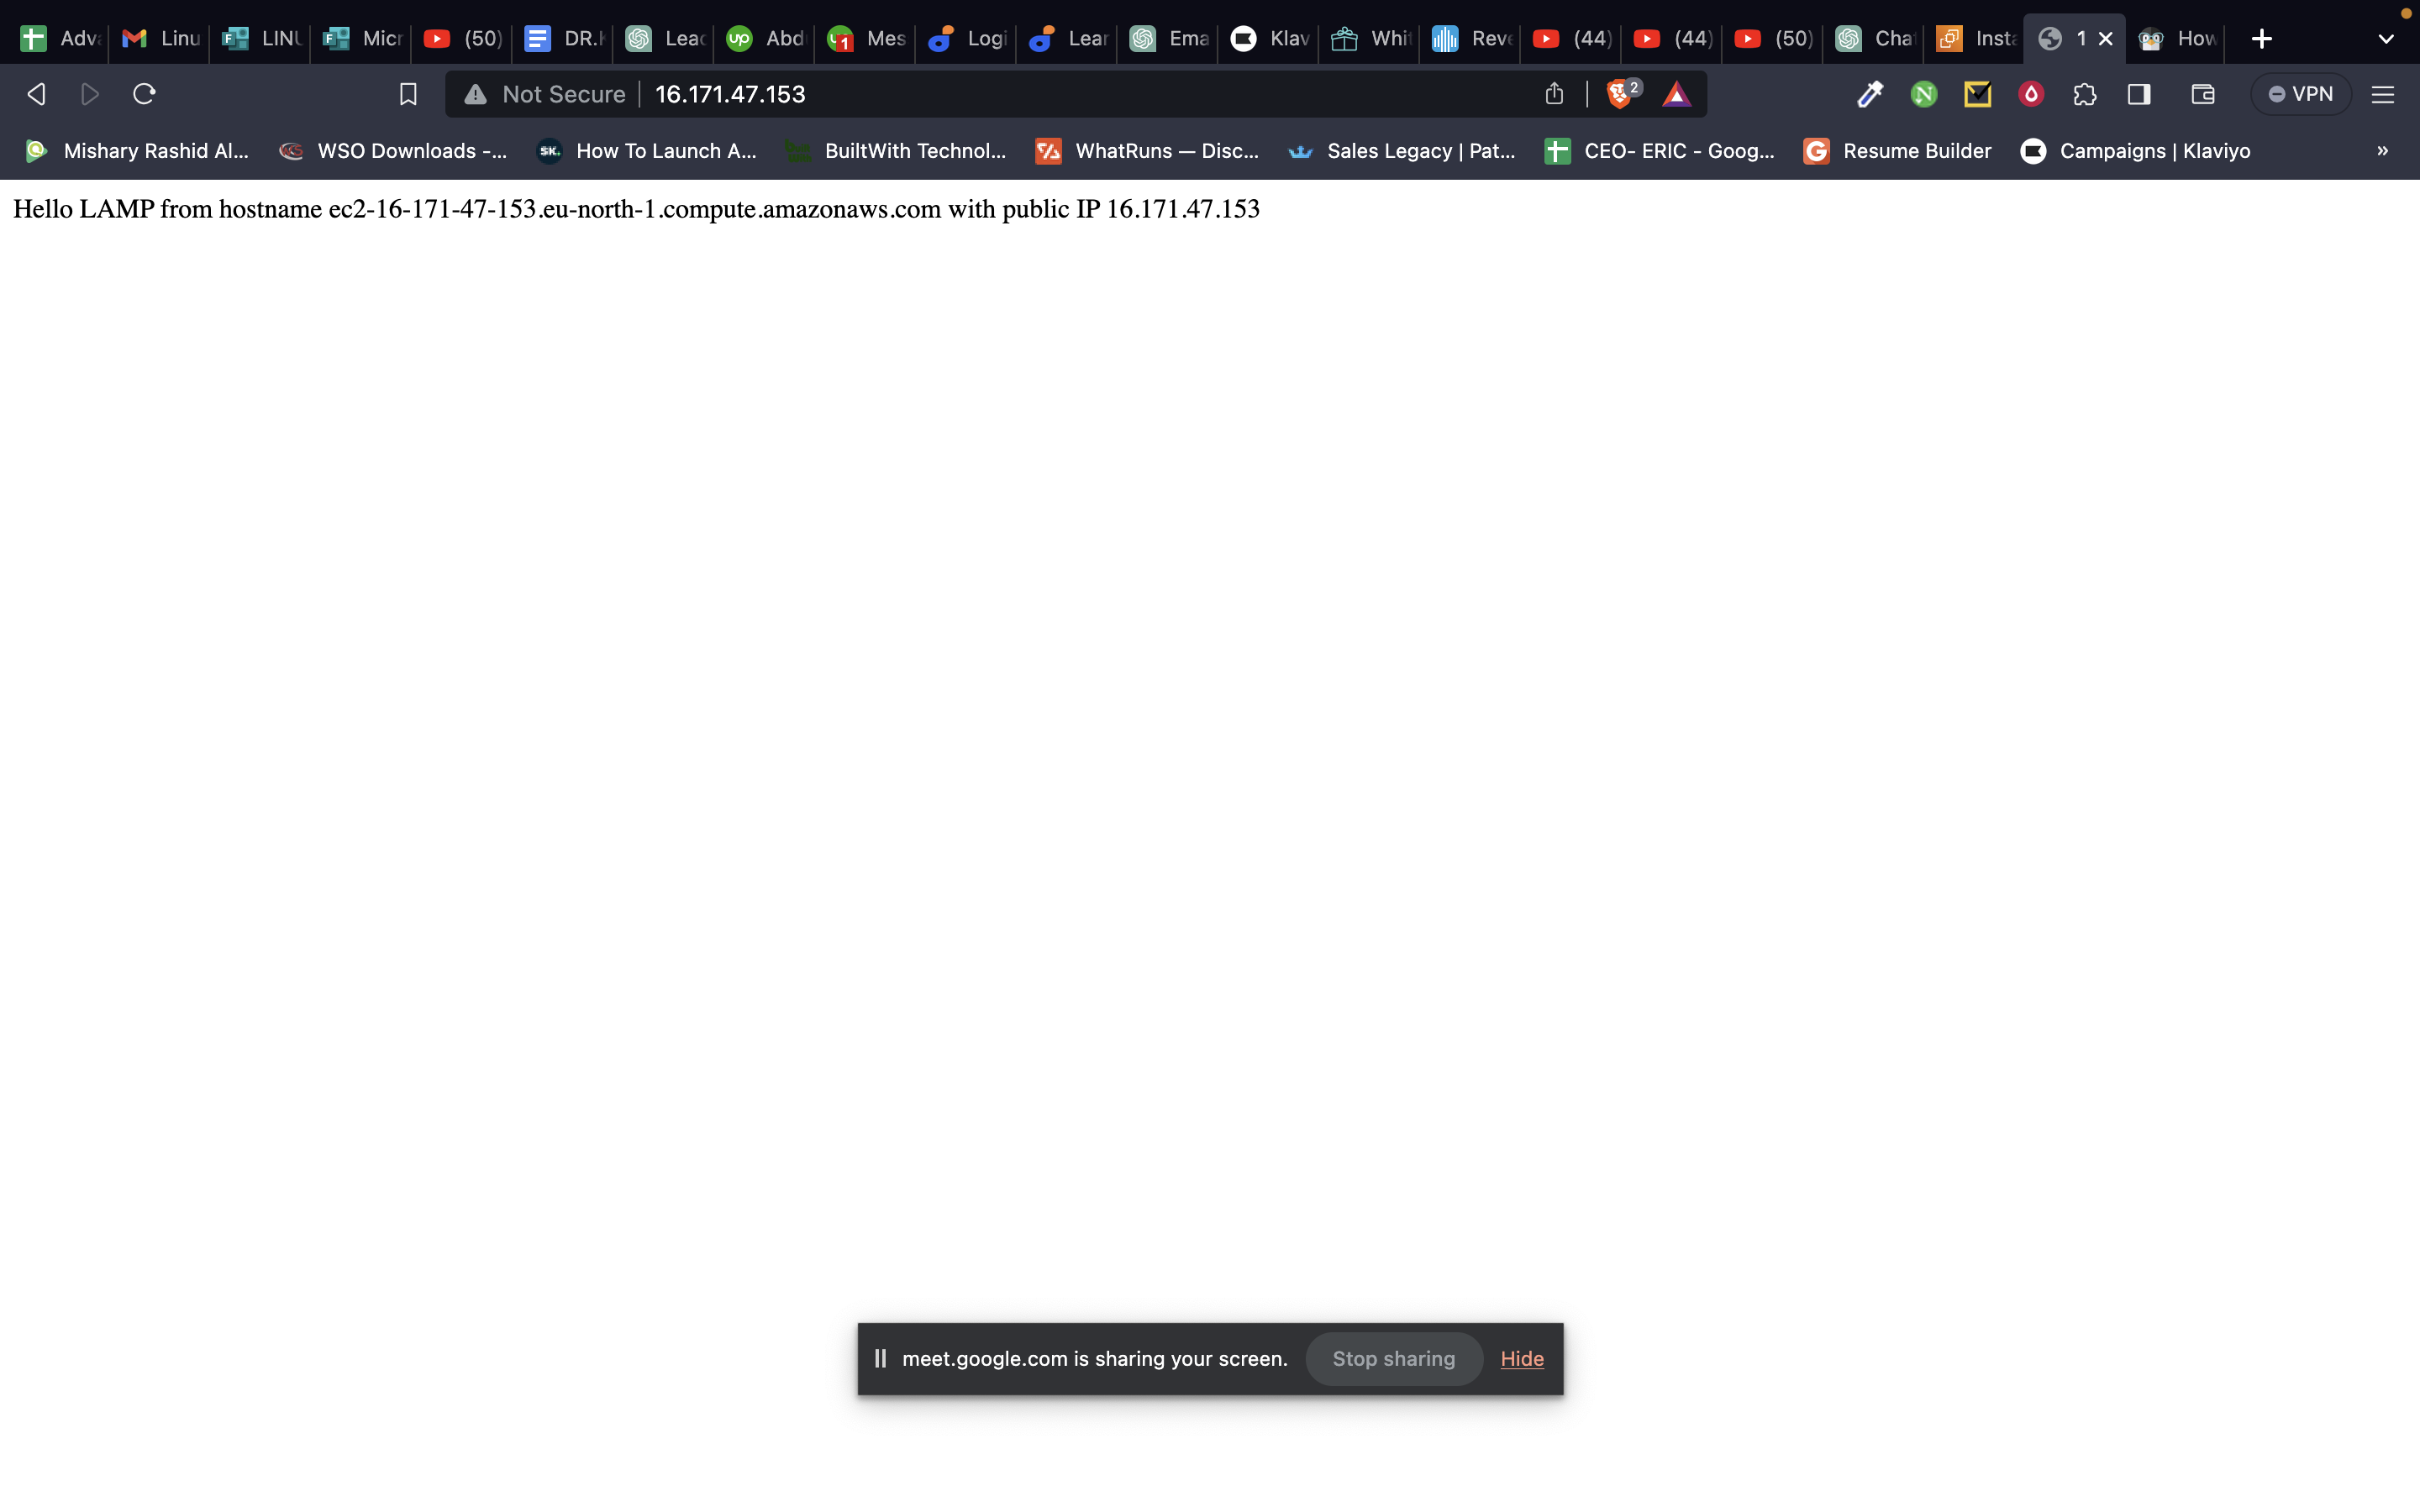 Adv Linu LINU Micr (50) DR.K Lead Abd 1 Mes Logi Lear Ema Klav Whit Reve (44) (44) (50) Chat Insta 1 How
Not Secure 16.171.47.153 2 VPN
Mishary Rashid Al... WSO Downloads -... How To Launch A... BuiltWith Technol... WhatRuns — Disc... Sales Legacy | Pat... CEO- ERIC - Goog... Resume Builder Campaigns | Klaviyo »
Hello LAMP from hostname ec2-16-171-47-153.eu-north-1.compute.amazonaws.com with public IP 16.171.47.153
meet.google.com is sharing your screen. Stop sharing Hide